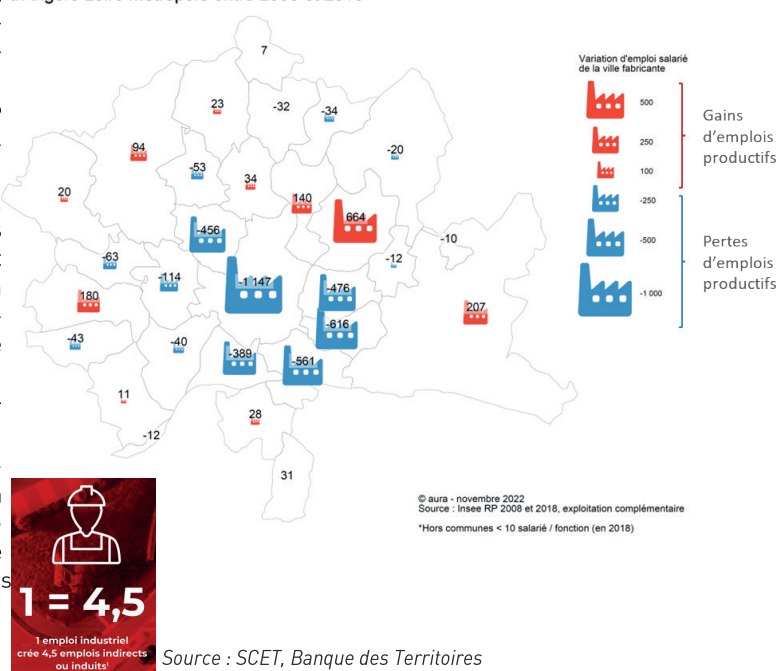 7
23
-32
-34
94
-53
34
-20
20
140
664
-456
-10
-63
-12
-114
-1 147
-476
180
207
-616
-43
-40
-389
-561
11
28
-12
31
Variation d'emploi salarié
de la ville fabricante
500
250
100
-250
-500
-1 000
Gains
d'emplois
productifs
Pertes
d'emplois
productifs
© aura - novembre 2022
Source : Insee RP 2008 et 2018, exploitation complémentaire
*Hors communes < 10 salarié / fonction (en 2018)
1 = 4,5
1 emploi industriel
crée 4,5 emplois indirects
ou induits¹
Source : SCET, Banque des Territoires